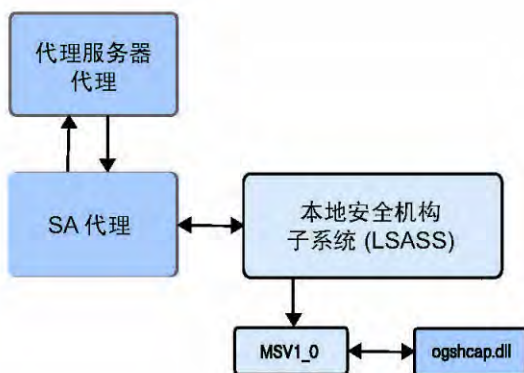 代理服务器
代理
SA 代理
本地安全机构
子系统 (LSASS)
MSV1_0
ogshcap.dll